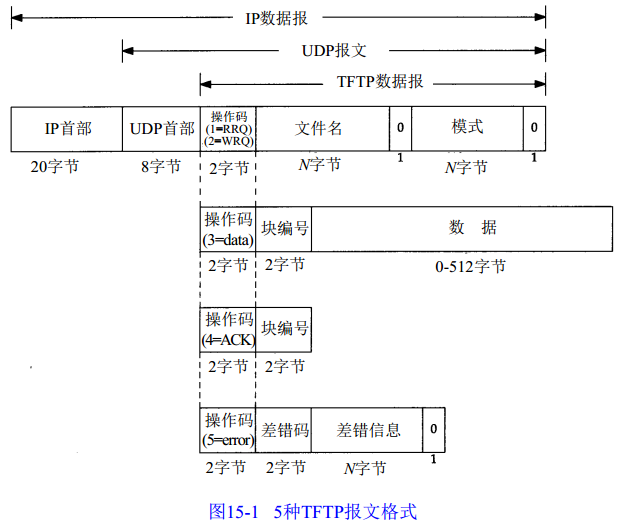 IP数据报
UDP报文
TFTP数据报
IP首部
UDP首部
操作码
(1=RRQ)
(2=WRQ)
文件名
0
模式
0
20字节
8字节
2字节
N字节
1
N字节
1
操作码
(3=data)
块编号
数 据
2字节
2字节
0-512字节
操作码
(4=ACK)
块编号
2字节
2字节
操作码
(5=error)
差错码
差错信息
0
2字节
2字节
N字节
1
图15-1 5种TFTP报文格式